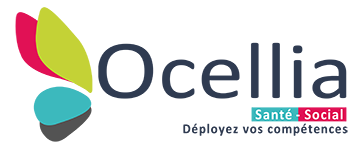 Ocellia
Santé - Social
Déployez vos compétences